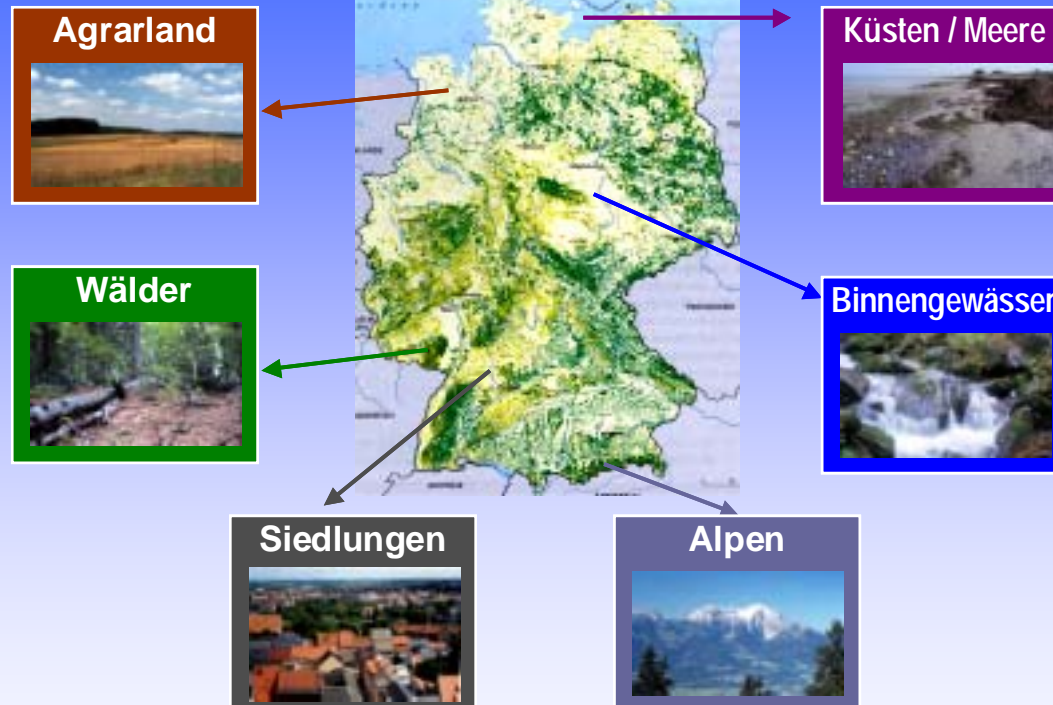 Agrarland
Küsten / Meere
Wälder
Binnengewässer
Siedlungen
Alpen